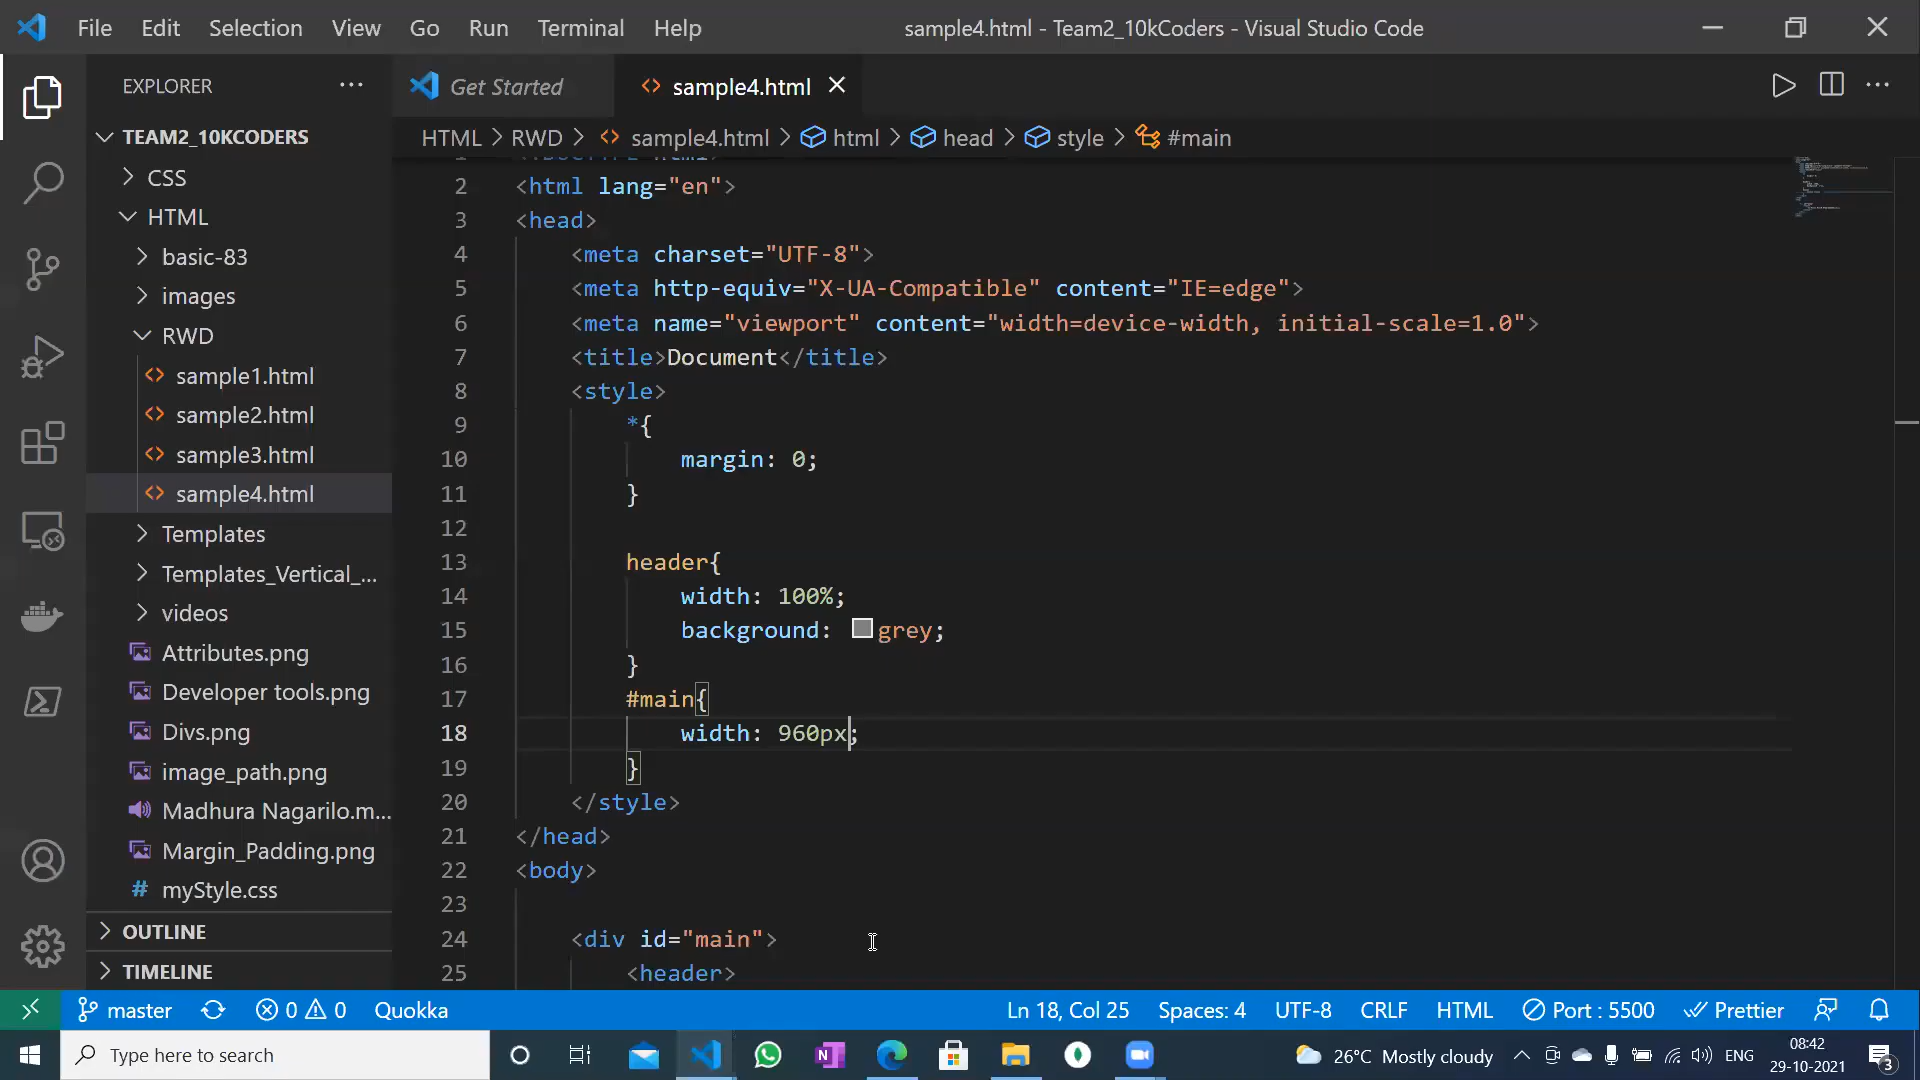 File Edit Selection View Go Run Terminal Help
sample4.html - Team2_10kCoders - Visual Studio Code
EXPLORER
Get Started
sample4.html
TEAM2_10KCODERS
CSS
HTML
basic-83
images
RWD
sample1.html
sample2.html
sample3.html
sample4.html
Templates
Templates_Vertical_...
videos
Attributes.png
Developer tools.png
Divs.png
image_path.png
Madhura Nagarilo.m...
Margin_Padding.png
# myStyle.css
OUTLINE
TIMELINE
HTML > RWD > sample4.html > html > head > style > #main
2 <html lang="en">
3 <head>
4 <meta charset="UTF-8">
5 <meta http-equiv="X-UA-Compatible" content="IE=edge">
6 <meta name="viewport" content="width=device-width, initial-scale=1.0">
7 <title>Document</title>
8 <style>
9 *{
10 margin: 0;
11 }
12
13 header{
14 width: 100%;
15 background: grey;
16 }
17 #main{
18 width: 960px;
19 }
20 </style>
21 </head>
22 <body>
23
24 <div id="main">
25 <header>
master 0 0 Quokka
Ln 18, Col 25 Spaces: 4 UTF-8 CRLF HTML Port : 5500 Prettier
Type here to search
26°C Mostly cloudy
ENG
08:42
29-10-2021
3